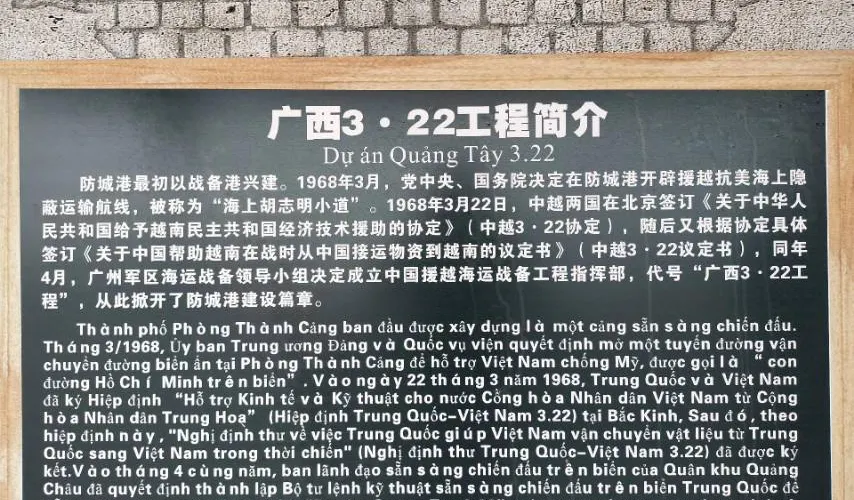 广西3·22工程简介
Dự án Quảng Tây 3.22
防城港最初以战备港兴建。1968年3月，党中央、国务院决定在防城港开辟援越抗美海上隐
蔽运输航线，被称为“海上胡志明小道”。1968年3月22日，中越两国在北京签订《关于中华人
民共和国给予越南民主共和国经济技术援助的协定》（中越3·22协定），随后又根据协定具体
签订《关于中国帮助越南在战时从中国接运物资到越南的议定书》（中越3·22议定书），同年
4月，广州军区海运战备领导小组决定成立中国援越海运战备工程指挥部，代号“广西3·22工
程”，从此掀开了防城港建设篇章。
Thành phố Phòng Thành Cảng ban đầu được xây dựng là một cảng sẵn sàng chiến đấu.
Tháng 3/1968, Ủy ban Trung ương Đảng và Quốc vụ viện quyết định mở một tuyến đường vận
chuyển đường biển ẩn tại Phòng Thành Cảng để hỗ trợ Việt Nam chống Mỹ, được gọi là “con
đường Hồ Chí Minh trên biển”. Vào ngày 22 tháng 3 năm 1968, Trung Quốc và Việt Nam
đã ký Hiệp định “Hỗ trợ Kinh tế và Kỹ thuật cho nước Cộng hòa Nhân dân Việt Nam từ Cộng
hòa Nhân dân Trung Hoa” (Hiệp định Trung Quốc-Việt Nam 3.22) tại Bắc Kinh, Sau đó, theo
hiệp định này, "Nghị định thư về việc Trung Quốc giúp Việt Nam vận chuyển vật liệu từ Trung
Quốc sang Việt Nam trong thời chiến" (Nghị định thư Trung Quốc-Việt Nam 3.22) đã được ký
kết.Vào tháng 4 cùng năm, ban lãnh đạo sẵn sàng chiến đấu trên biển của Quân khu Quảng
Châu đã quyết định thành lập Bộ tư lệnh kỹ thuật sẵn sàng chiến đấu trên biển Trung Quốc để